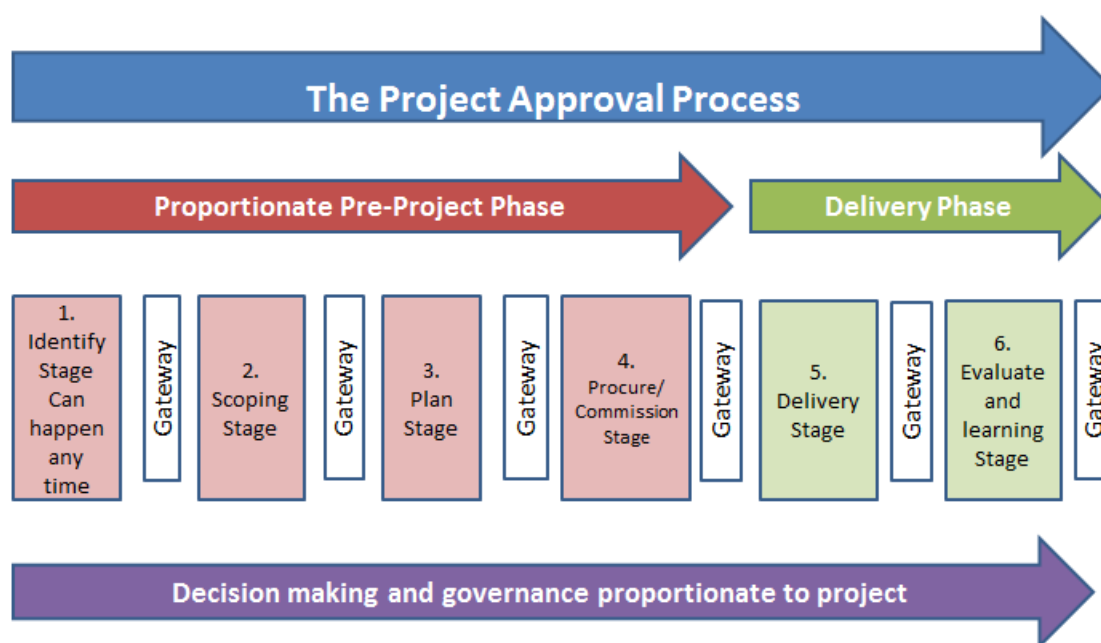 The Project Approval Process
Proportionate Pre-Project Phase
Delivery Phase
1.
Identify
Stage
Can
happen
any
time
Gateway
2.
Scoping
Stage
Gateway
3.
Plan
Stage
Gateway
4.
Procure/
Commission
Stage
Gateway
5.
Delivery
Stage
Gateway
6.
Evaluate
and
learning
Stage
Gateway
Decision making and governance proportionate to project